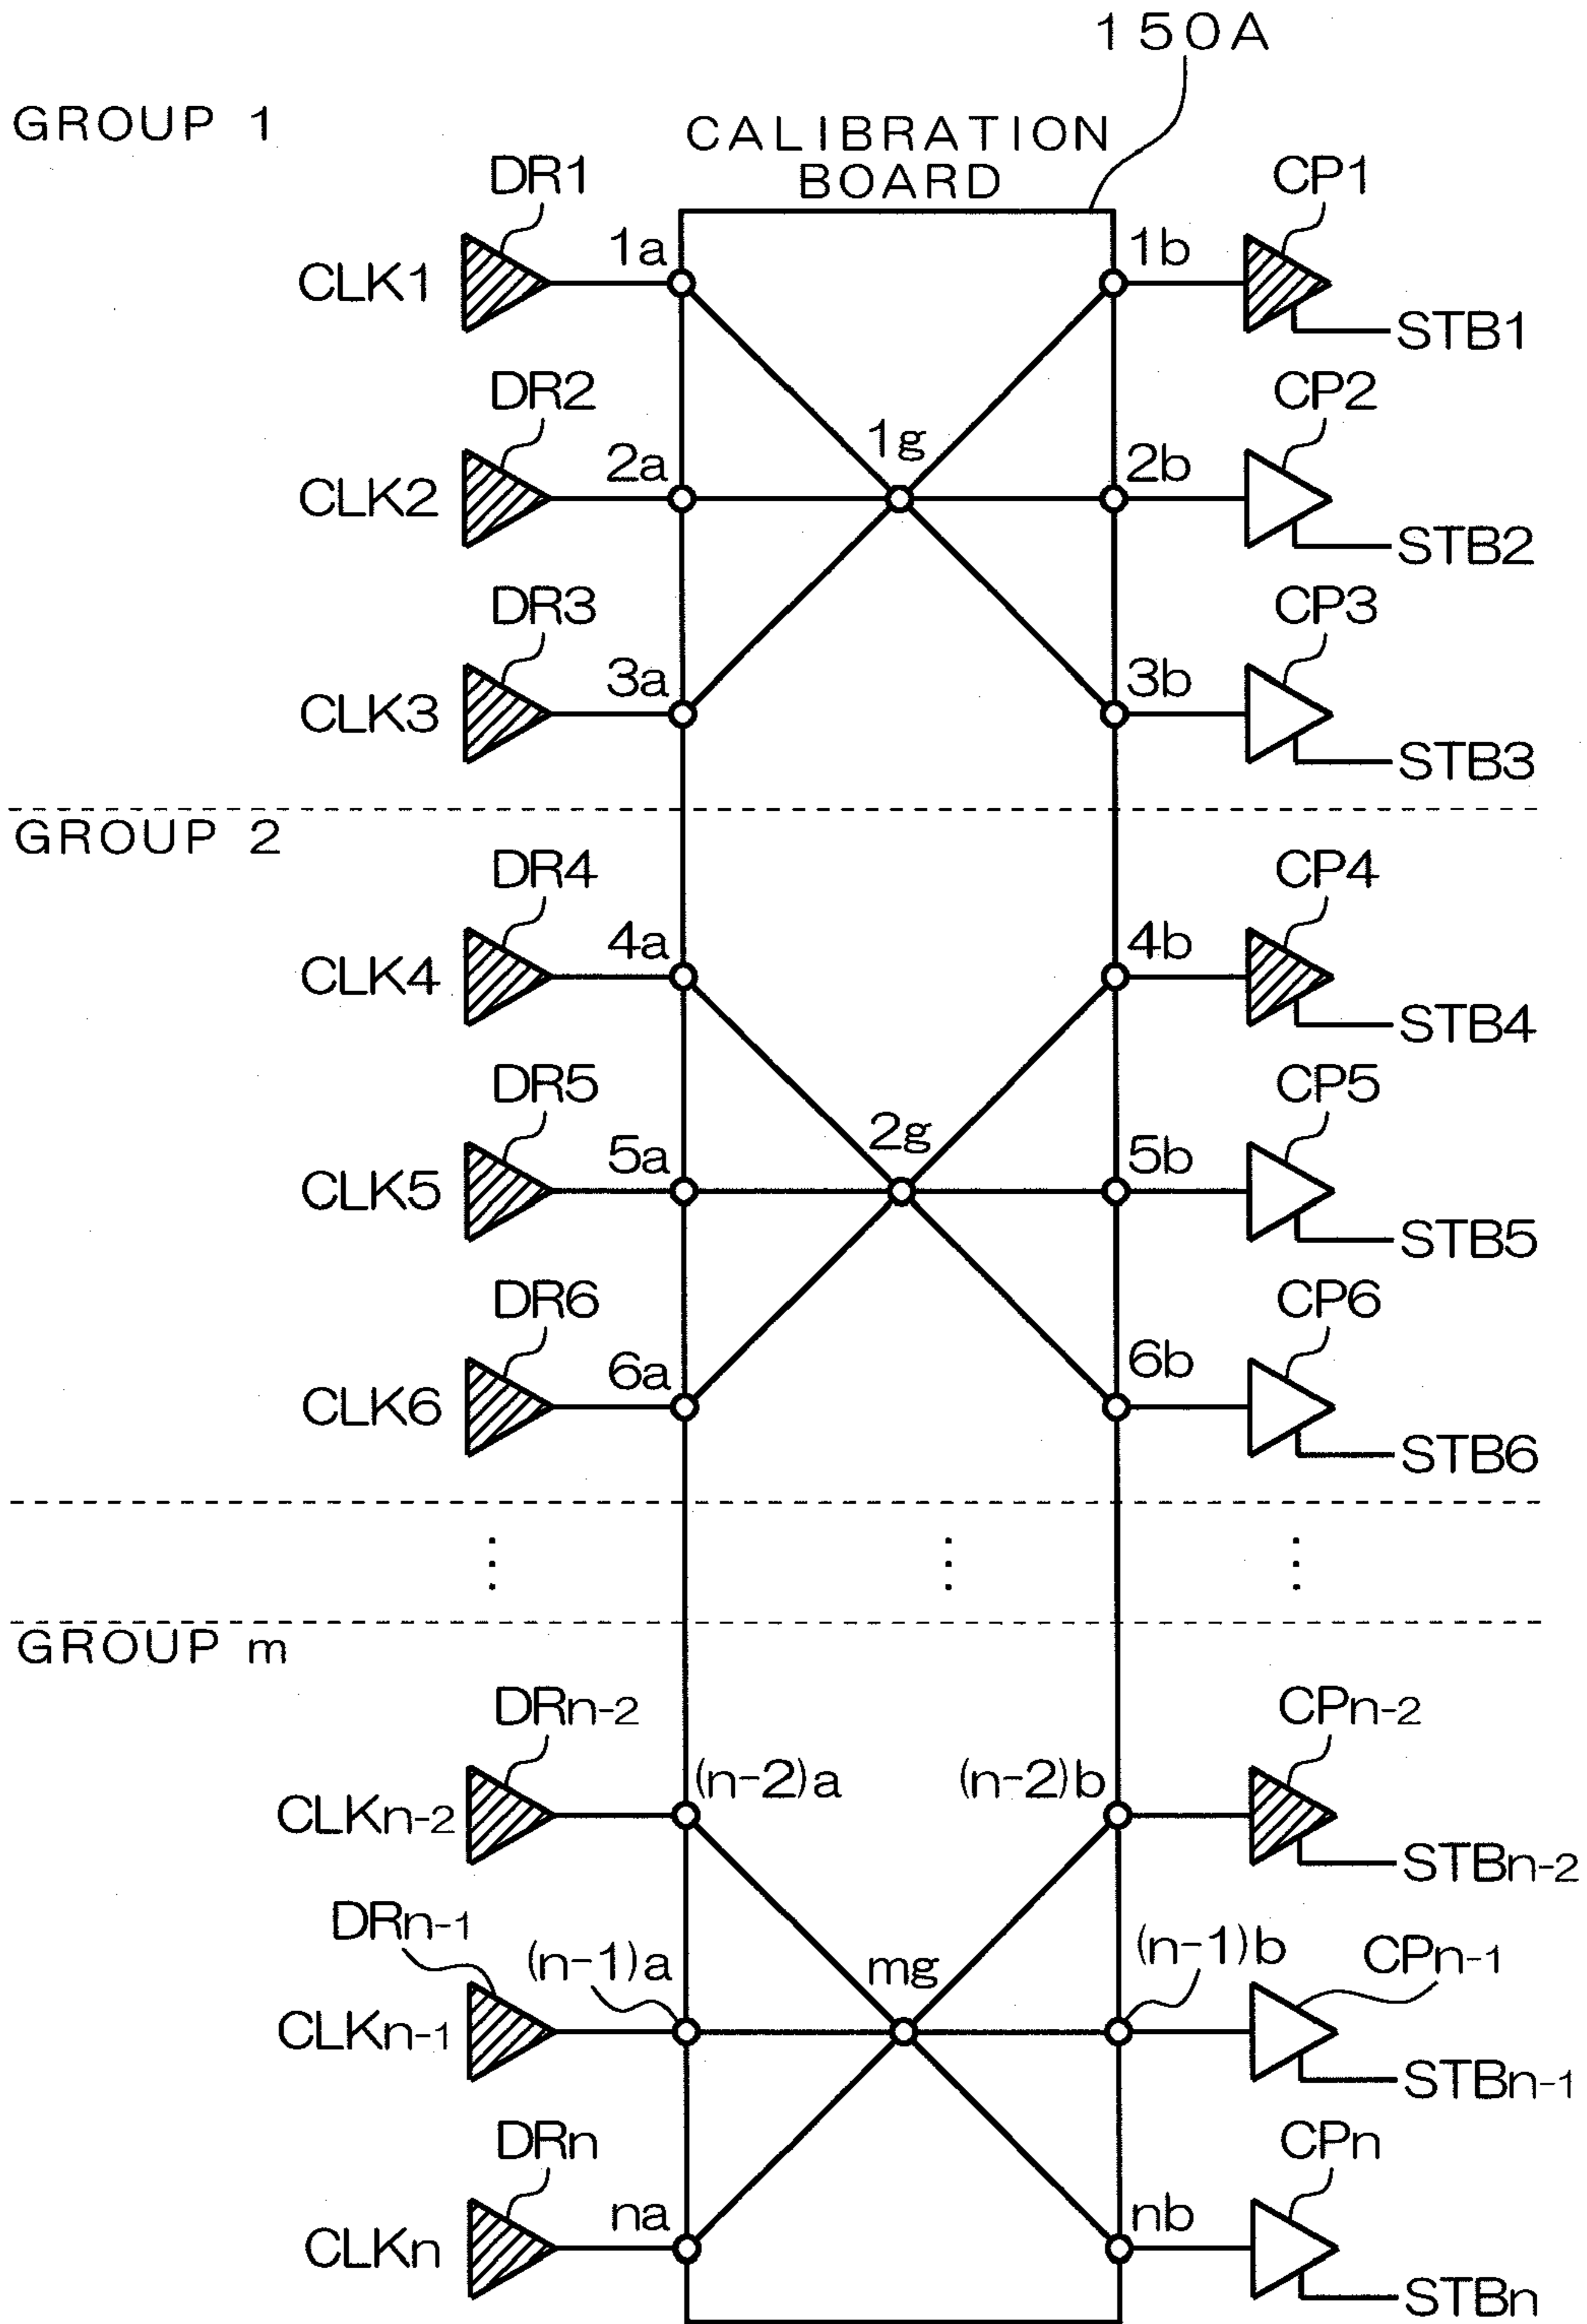 150A
GROUP 1
CALIBRATION
BOARD
DR1
CP1
1a
1b
CLK1
STB1
DR2
CP2
1g
2a
2b
CLK2
STB2
DR3
CP3
3a
3b
CLK3
STB3
GROUP 2
DR4
CP4
4a
4b
CLK4
STB4
DR5
CP5
2g
5a
5b
CLK5
STB5
DR6
CP6
6a
6b
CLK6
STB6
GROUP m
DRn-2
CPn-2
(n-2)a
(n-2)b
CLKn-2
STBn-2
DRn-1
(n-1)a
mg
(n-1)b
CPn-1
CLKn-1
STBn-1
DRn
CPn
na
nb
CLKn
STBn